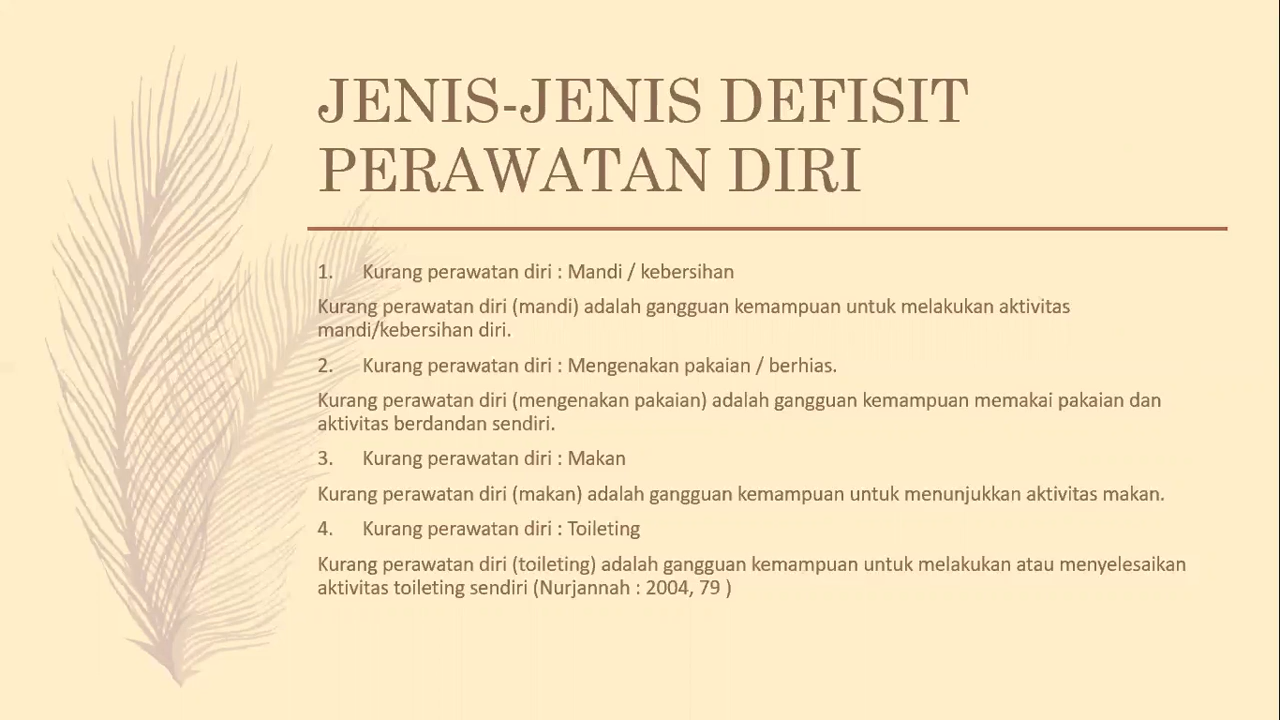 JENIS-JENIS DEFISIT
PERAWATAN DIRI
1. Kurang perawatan diri : Mandi / kebersihan
Kurang perawatan diri (mandi) adalah gangguan kemampuan untuk melakukan aktivitas
mandi/kebersihan diri.
2. Kurang perawatan diri : Mengenakan pakaian / berhias.
Kurang perawatan diri (mengenakan pakaian) adalah gangguan kemampuan memakai pakaian dan
aktivitas berdandan sendiri.
3. Kurang perawatan diri : Makan
Kurang perawatan diri (makan) adalah gangguan kemampuan untuk menunjukkan aktivitas makan.
4. Kurang perawatan diri : Toileting
Kurang perawatan diri (toileting) adalah gangguan kemampuan untuk melakukan atau menyelesaikan
aktivitas toileting sendiri (Nurjannah : 2004, 79 )